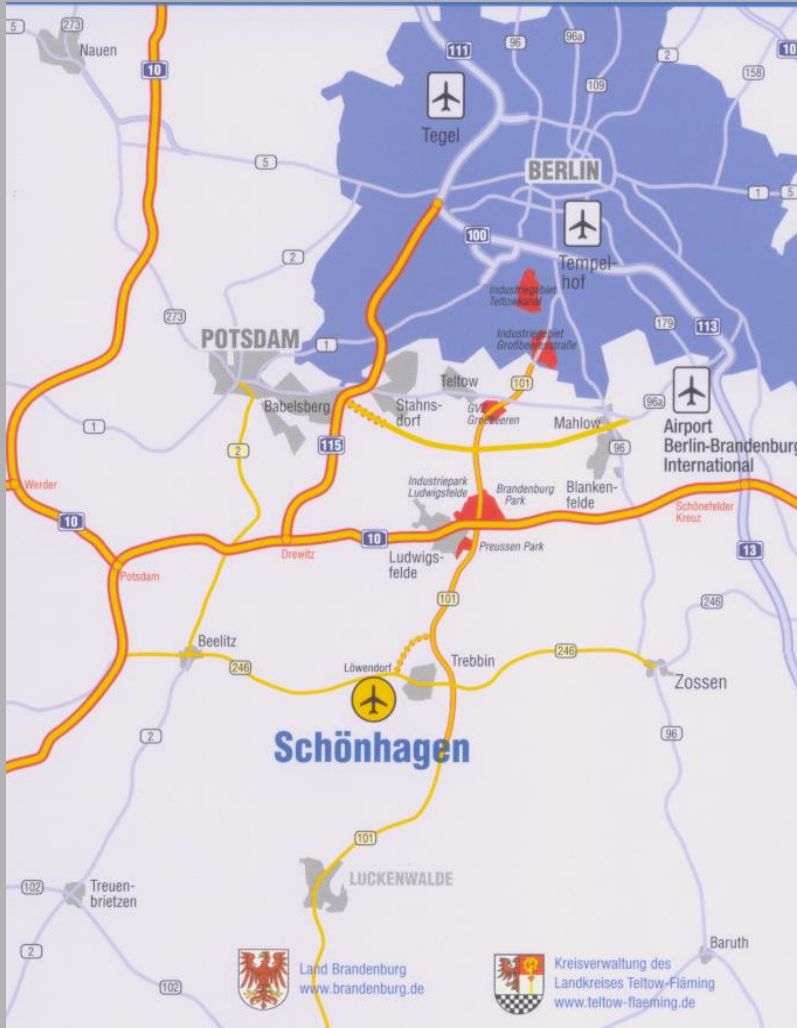 5
273
Nauen
10
111
96
96a
2
10
109
158
Tegel
5
BERLIN
1
5
2
100
Tempel-
hof
Industriegebiet
Teltowkanal
273
POTSDAM
1
Industriegebiet
Großbeerenstraße
179
113
Teltow
101
Babelsberg
Stahns-
dorf
GVZ
Großbeeren
Mahlow
96a
Airport
Berlin-Brandenburg
International
1
2
115
96
Werder
Industriepark
Ludwigsfelde
Brandenburg
Park
Blanken-
felde
Schönefelder
Kreuz
10
Drewitz
10
Preussen Park
13
Potsdam
Ludwigs-
felde
101
246
Beelitz
246
Löwendorf
Trebbin
246
Zossen
Schönhagen
2
96
101
LUCKENWALDE
102
Treuen-
brietzen
2
102
Baruth
Land Brandenburg
www.brandenburg.de
Kreisverwaltung des
Landkreises Teltow-Fläming
www.teltow-flaeming.de